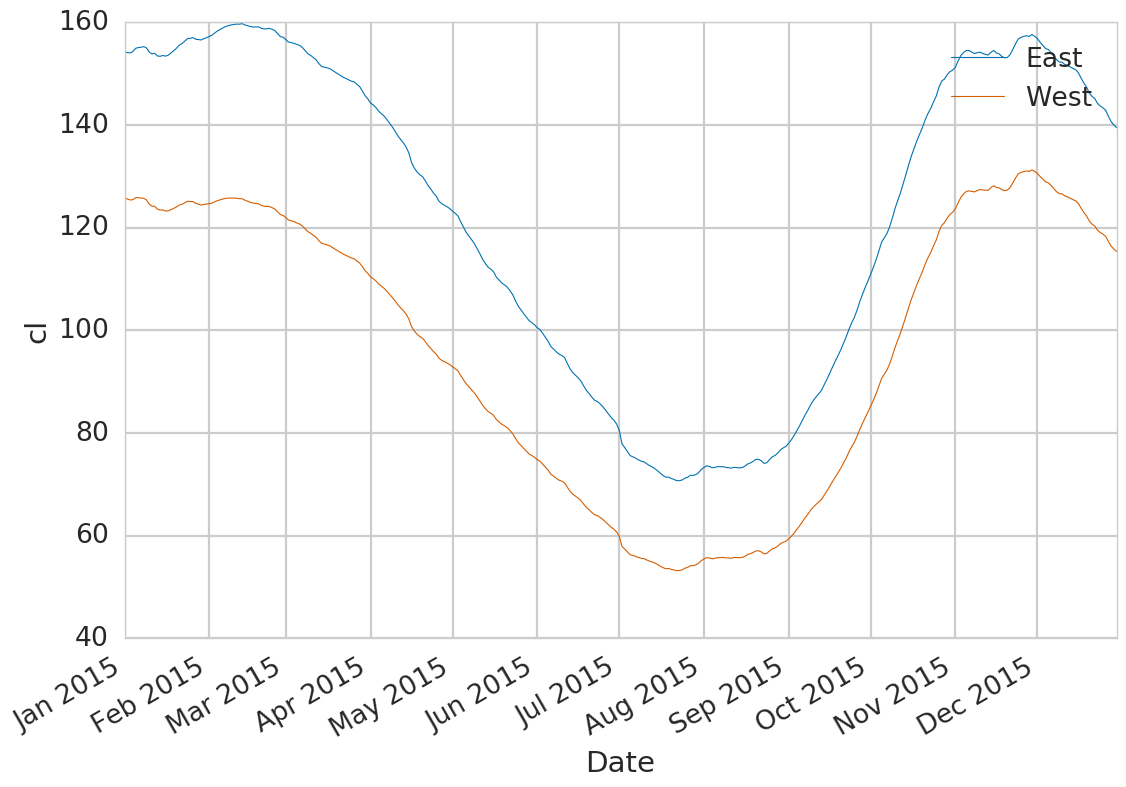 160
140
120
100
80
60
40
cl
East
West
Jan 2015
Feb 2015
Mar 2015
Apr 2015
May 2015
Jun 2015
Jul 2015
Aug 2015
Sep 2015
Oct 2015
Nov 2015
Dec 2015
Date